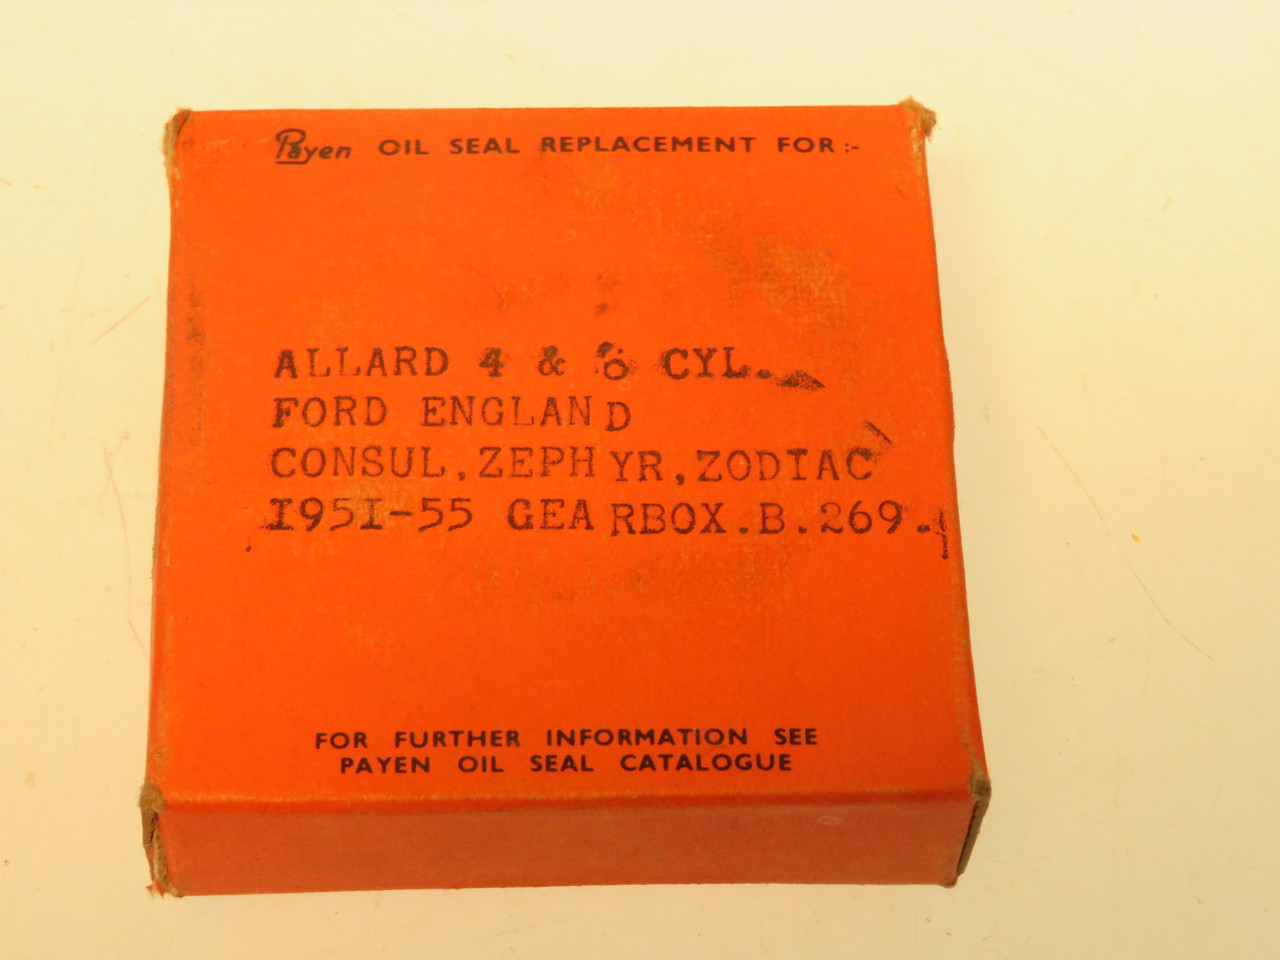 Payen OIL SEAL REPLACEMENT FOR:-
ALLARD 4 & 6 CYL.
FORD ENGLAND
CONSUL,ZEPHYR,ZODIAC
I95I-55 GEARBOX.B.269.
FOR FURTHER INFORMATION SEE
PAYEN OIL SEAL CATALOGUE